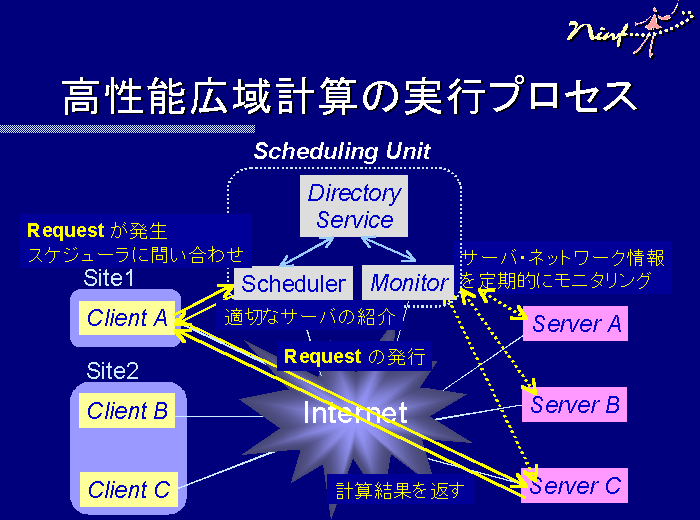 Ninf
高性能広域計算の実行プロセス
Scheduling Unit
Directory
Service
Request が発生
スケジューラに問い合わせ
サーバ・ネットワーク情報
を定期的にモニタリング
Site1
Scheduler
Monitor
Client A
適切なサーバの紹介
Server A
Request の発行
Site2
Client B
Internet
Server B
Client C
計算結果を返す
Server C